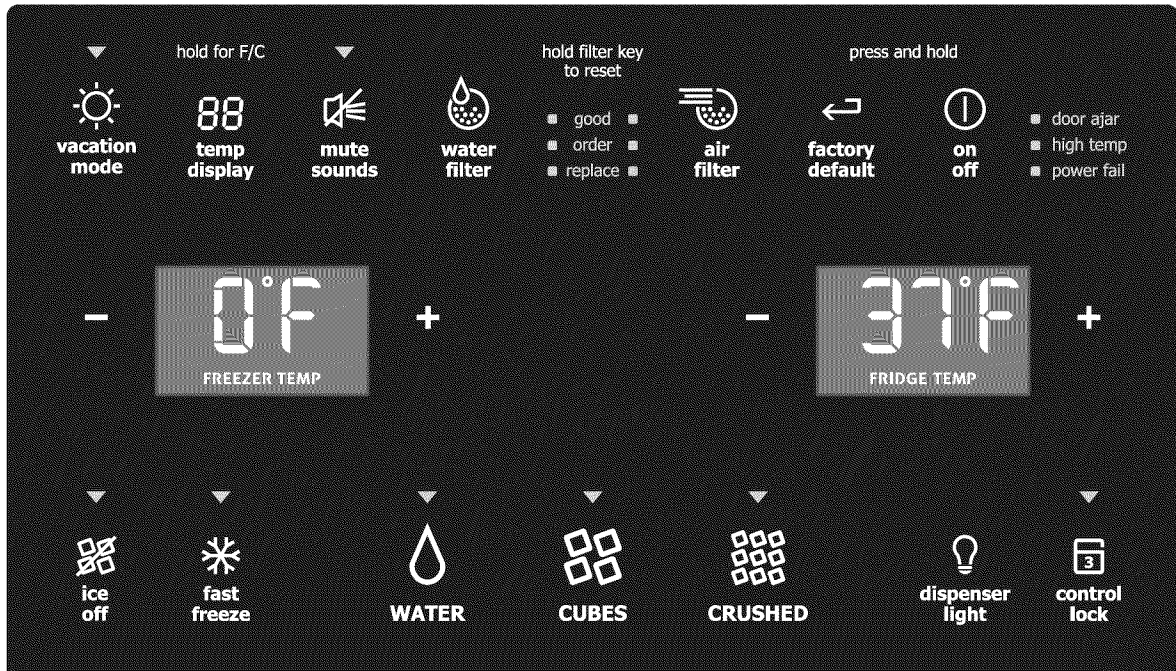 hold for F/C
hold filter key
to reset
press and hold
88
vacation
mode
temp
display
mute
sounds
water
filter
good
order
replace
air
filter
factory
default
on
off
door ajar
high temp
power fail
-
0°F
FREEZER TEMP
+
-
37°F
FRIDGE TEMP
+
ice
off
fast
freeze
WATER
CUBES
CRUSHED
dispenser
light
3
control
lock